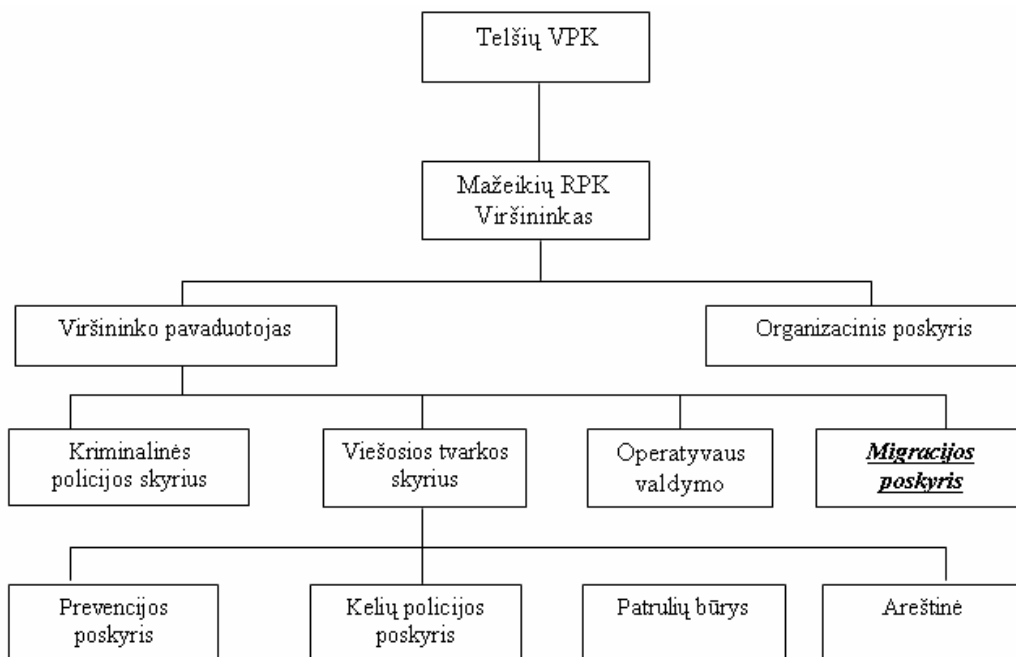 Telšių VPK
Mažeikių RPK
Viršininkas
Viršininko pavaduotojas
Organizacinis poskyris
Kriminalinės
policijos skyrius
Viešosios tvarkos
skyrius
Operatyvaus
valdymo
Migracijos
poskyris
Prevencijos
poskyris
Kelių policijos
poskyris
Patrulių būrys
Areštinė